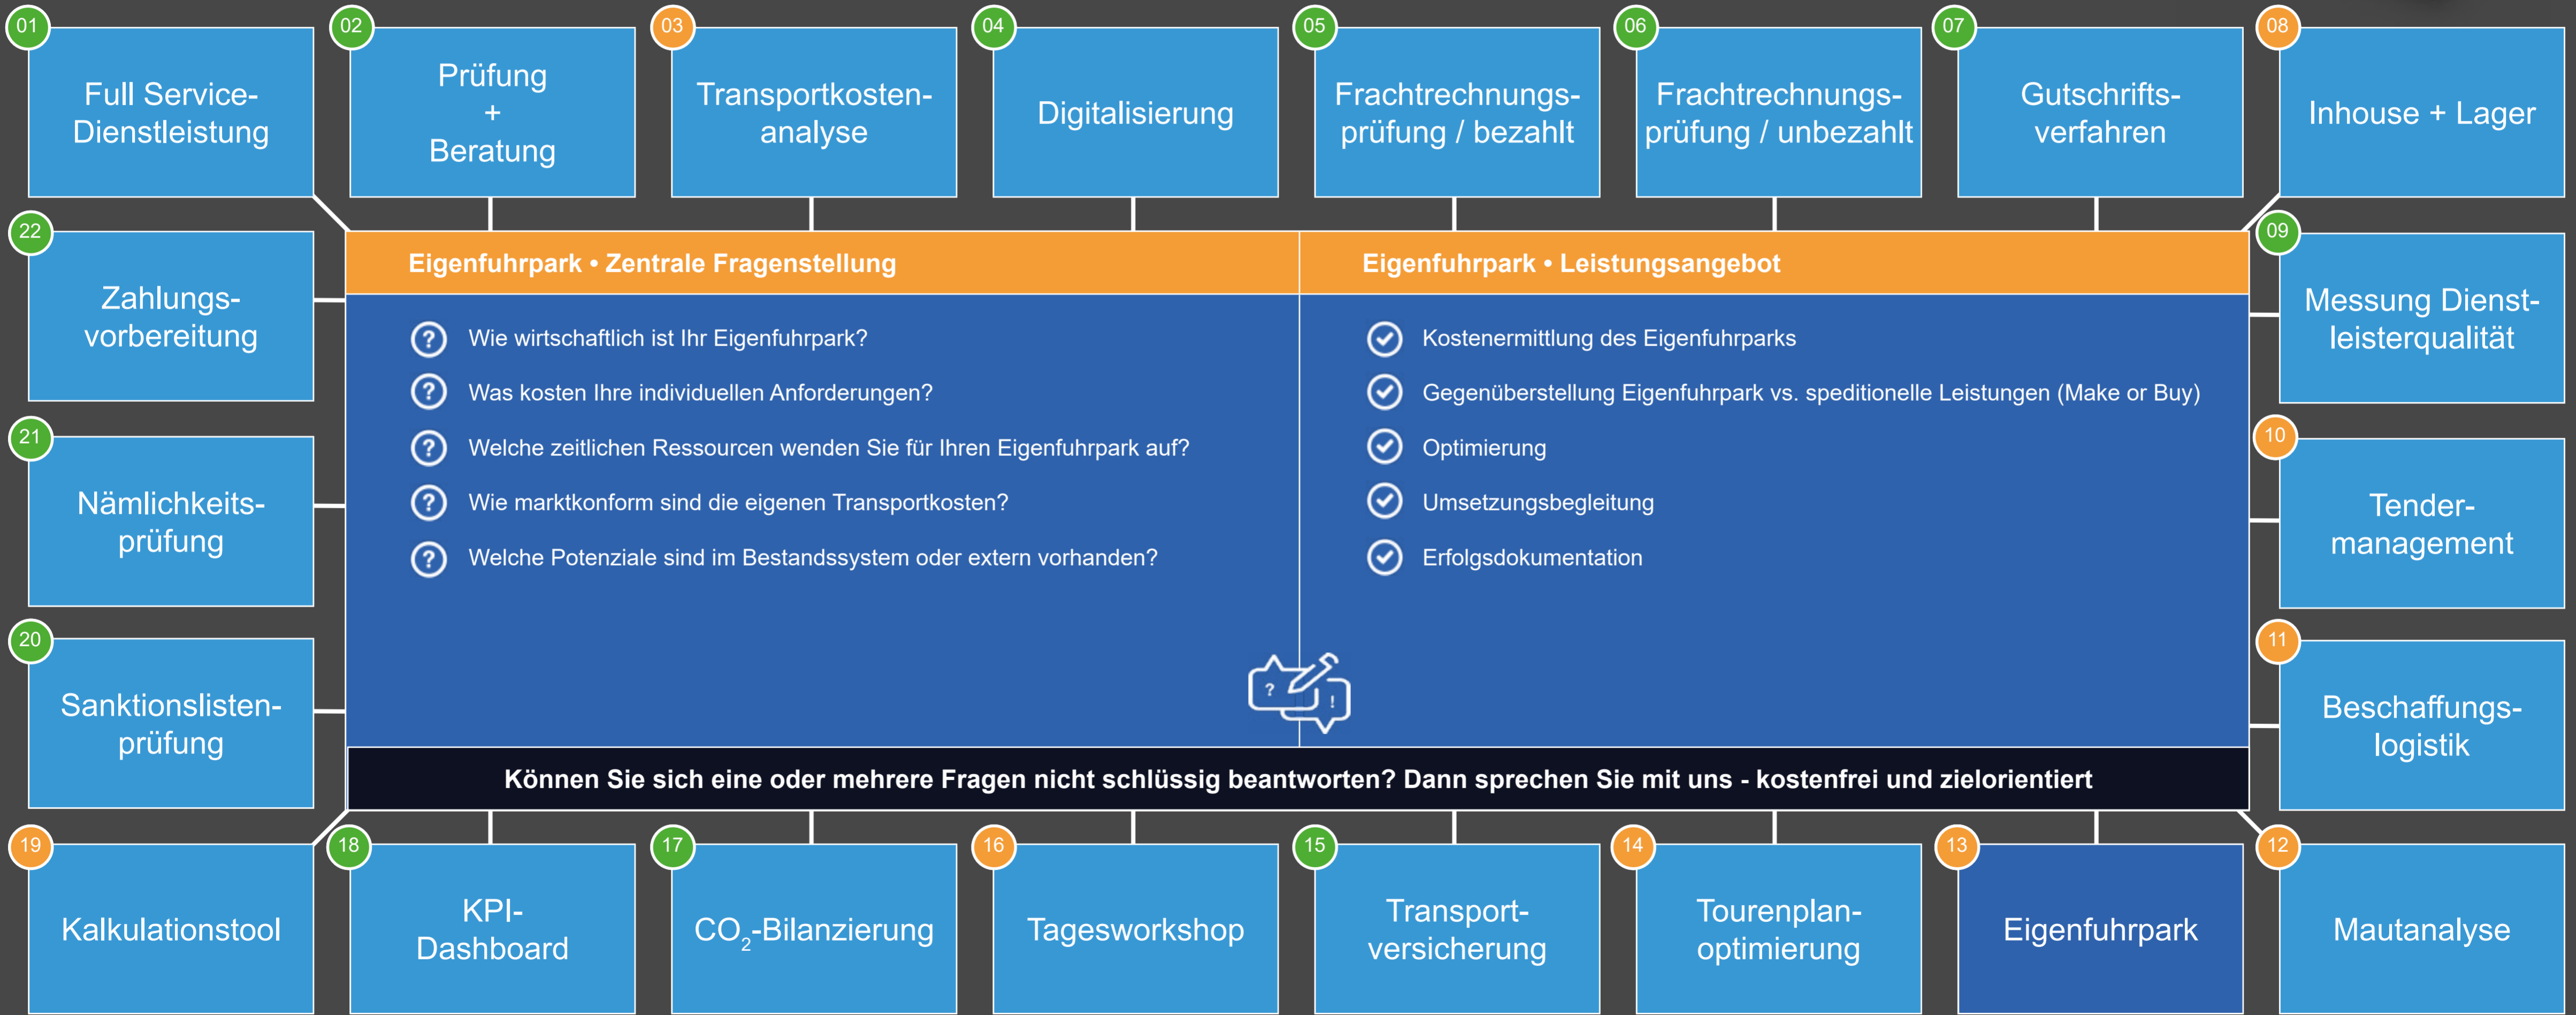 01
Full Service-
Dienstleistung
02
Prüfung
+
Beratung
03
Transportkosten-
analyse
04
Digitalisierung
05
Frachtrechnungs-
prüfung / bezahlt
06
Frachtrechnungs-
prüfung / unbezahlt
07
Gutschrifts-
verfahren
08
Inhouse + Lager
22
Zahlungs-
vorbereitung
21
Nämlichkeits-
prüfung
20
Sanktionslisten-
prüfung
Eigenfuhrpark • Zentrale Fragenstellung
? Wie wirtschaftlich ist Ihr Eigenfuhrpark?
? Was kosten Ihre individuellen Anforderungen?
? Welche zeitlichen Ressourcen wenden Sie für Ihren Eigenfuhrpark auf?
? Wie marktkonform sind die eigenen Transportkosten?
? Welche Potenziale sind im Bestandssystem oder extern vorhanden?
Eigenfuhrpark • Leistungsangebot
Kostenermittlung des Eigenfuhrparks
Gegenüberstellung Eigenfuhrpark vs. speditionelle Leistungen (Make or Buy)
Optimierung
Umsetzungsbegleitung
Erfolgsdokumentation
? !
Können Sie sich eine oder mehrere Fragen nicht schlüssig beantworten? Dann sprechen Sie mit uns - kostenfrei und zielorientiert
09
Messung Dienst-
leisterqualität
10
Tender-
management
11
Beschaffungs-
logistik
19
Kalkulationstool
18
KPI-
Dashboard
17
CO₂-Bilanzierung
16
Tagesworkshop
15
Transport-
versicherung
14
Tourenplan-
optimierung
13
Eigenfuhrpark
12
Mautanalyse